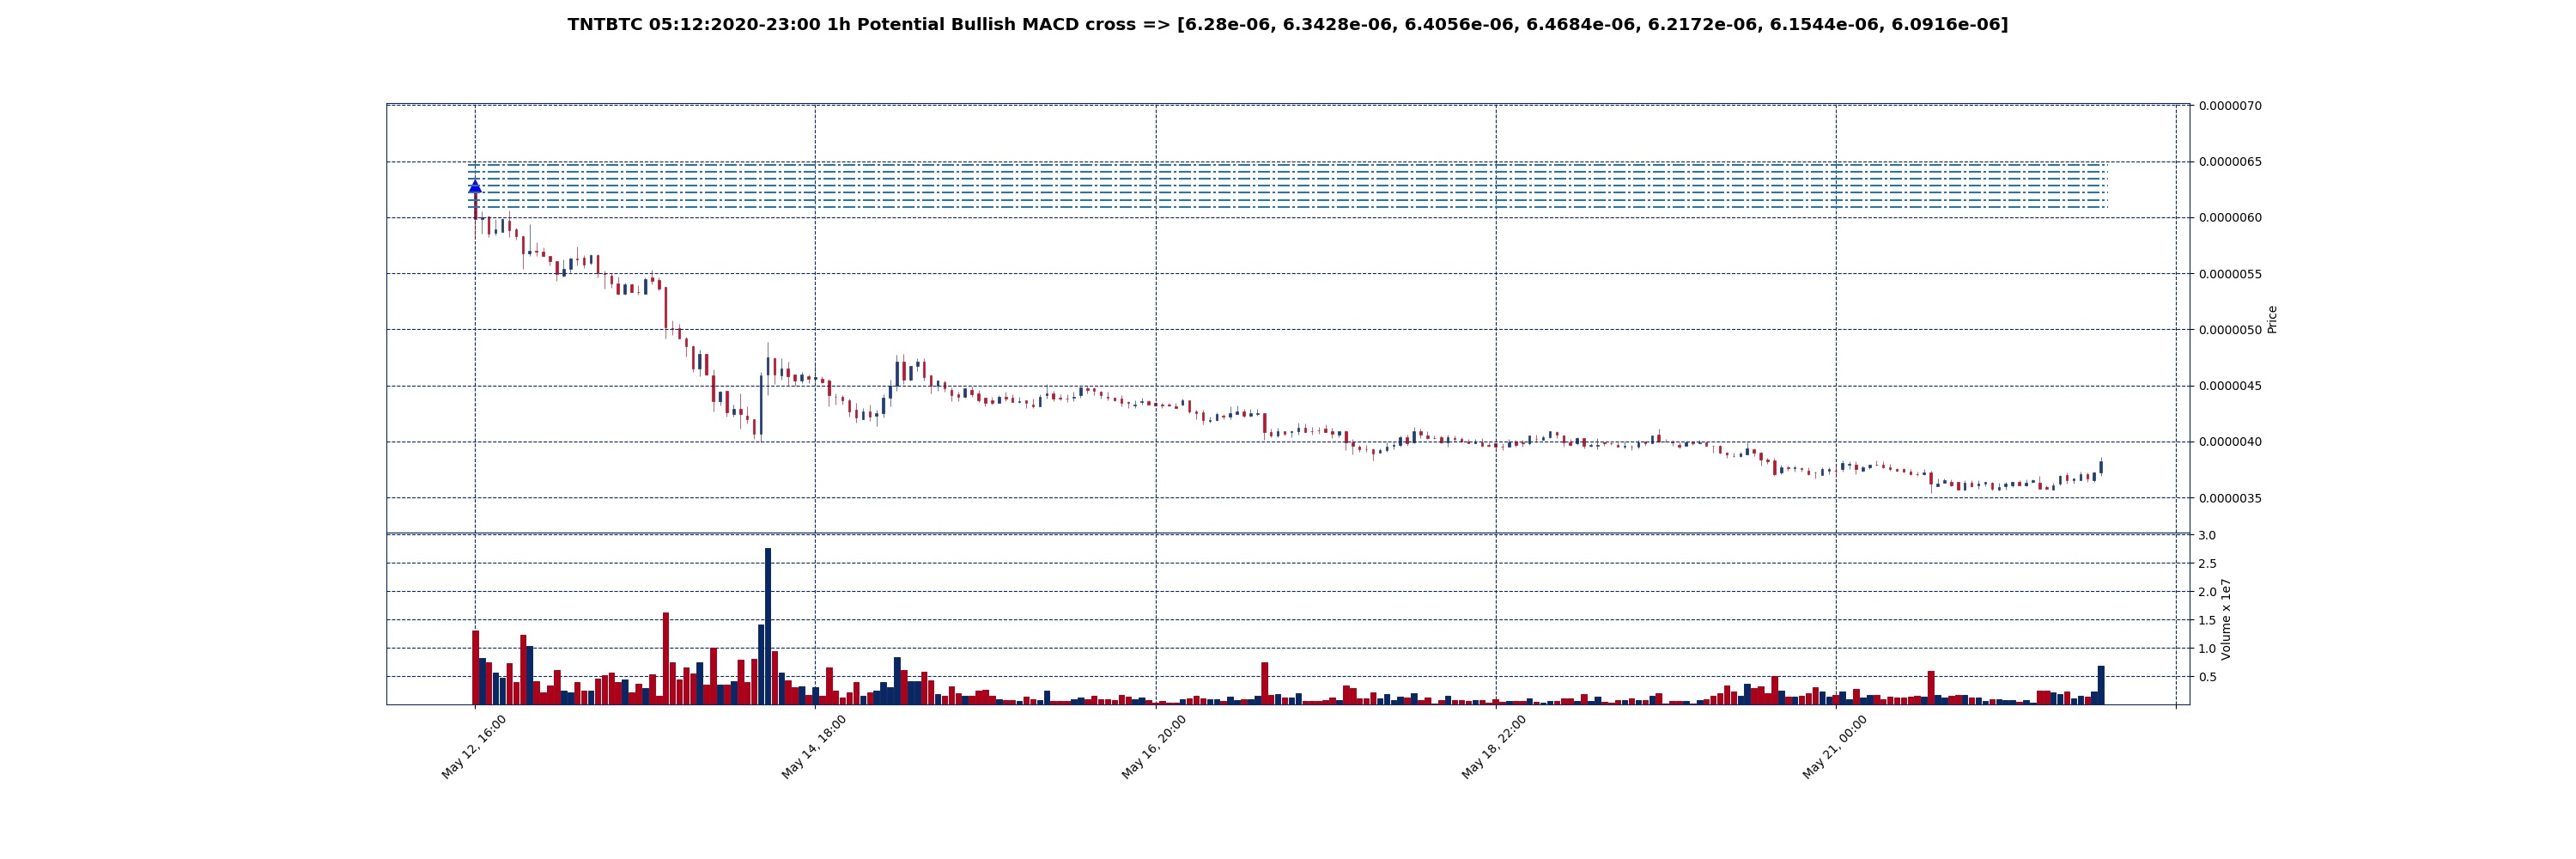 TNTBTC 05:12:2020-23:00 1h Potential Bullish MACD cross => [6.28e-06, 6.3428e-06, 6.4056e-06, 6.4684e-06, 6.2172e-06, 6.1544e-06, 6.0916e-06]
0.0000070
0.0000065
0.0000060
0.0000055
0.0000050
0.0000045
0.0000040
0.0000035
Price
3.0
2.5
2.0
1.5
1.0
0.5
Volume x 1e7
May 12, 16:00
May 14, 18:00
May 16, 20:00
May 18, 22:00
May 21, 00:00